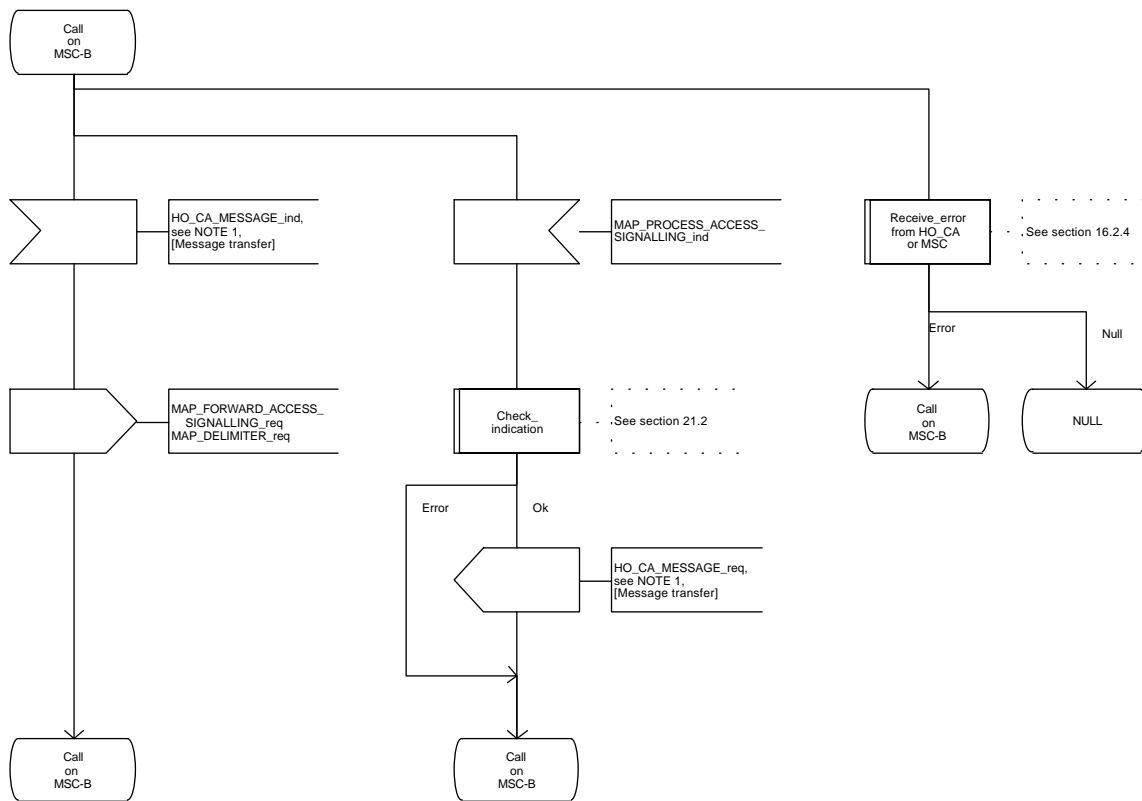 Call
on
MSC-B
HO_CA_MESSAGE_ind,
see NOTE 1,
[Message transfer]
MAP_PROCESS_ACCESS_
SIGNALLING_ind
Receive_error
from HO_CA
or MSC
See section 16.2.4
Error
Null
MAP_FORWARD_ACCESS_
SIGNALLING_req
MAP_DELIMITER_req
Check_
indication
See section 21.2
Call
on
MSC-B
NULL
Error
Ok
HO_CA_MESSAGE_req,
see NOTE 1,
[Message transfer]
Call
on
MSC-B
Call
on
MSC-B